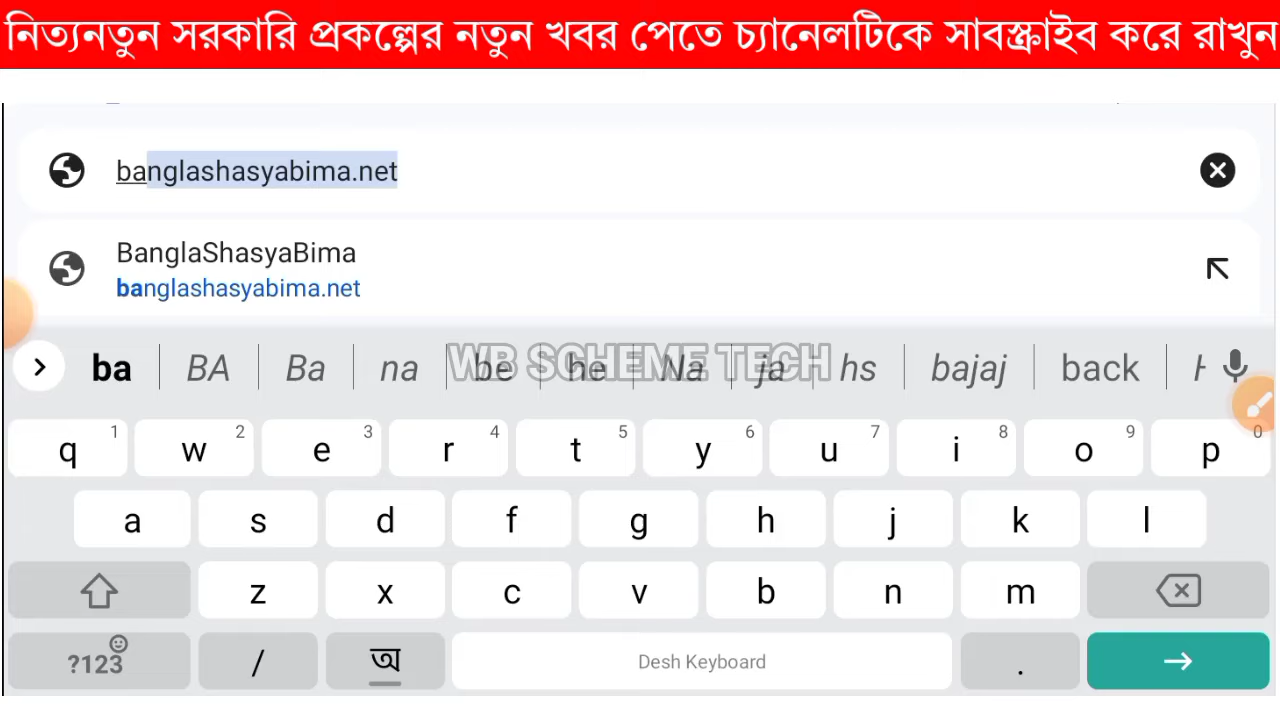 নিত্যনতুন সরকারি প্রকল্পের নতুন খবর পেতে চ্যানেলটিকে সাবস্ক্রাইব করে রাখুন
banglashasyabima.net
BanglaShasyaBima
banglashasyabima.net
WB SCHEME TECH
ba BA Ba na be he Na ja hs bajaj back
q 1 w 2 e 3 r 4 t 5 y 6 u 7 i 8 o 9 p 0
a s d f g h j k l
z x c v b n m
?123 / অ Desh Keyboard .